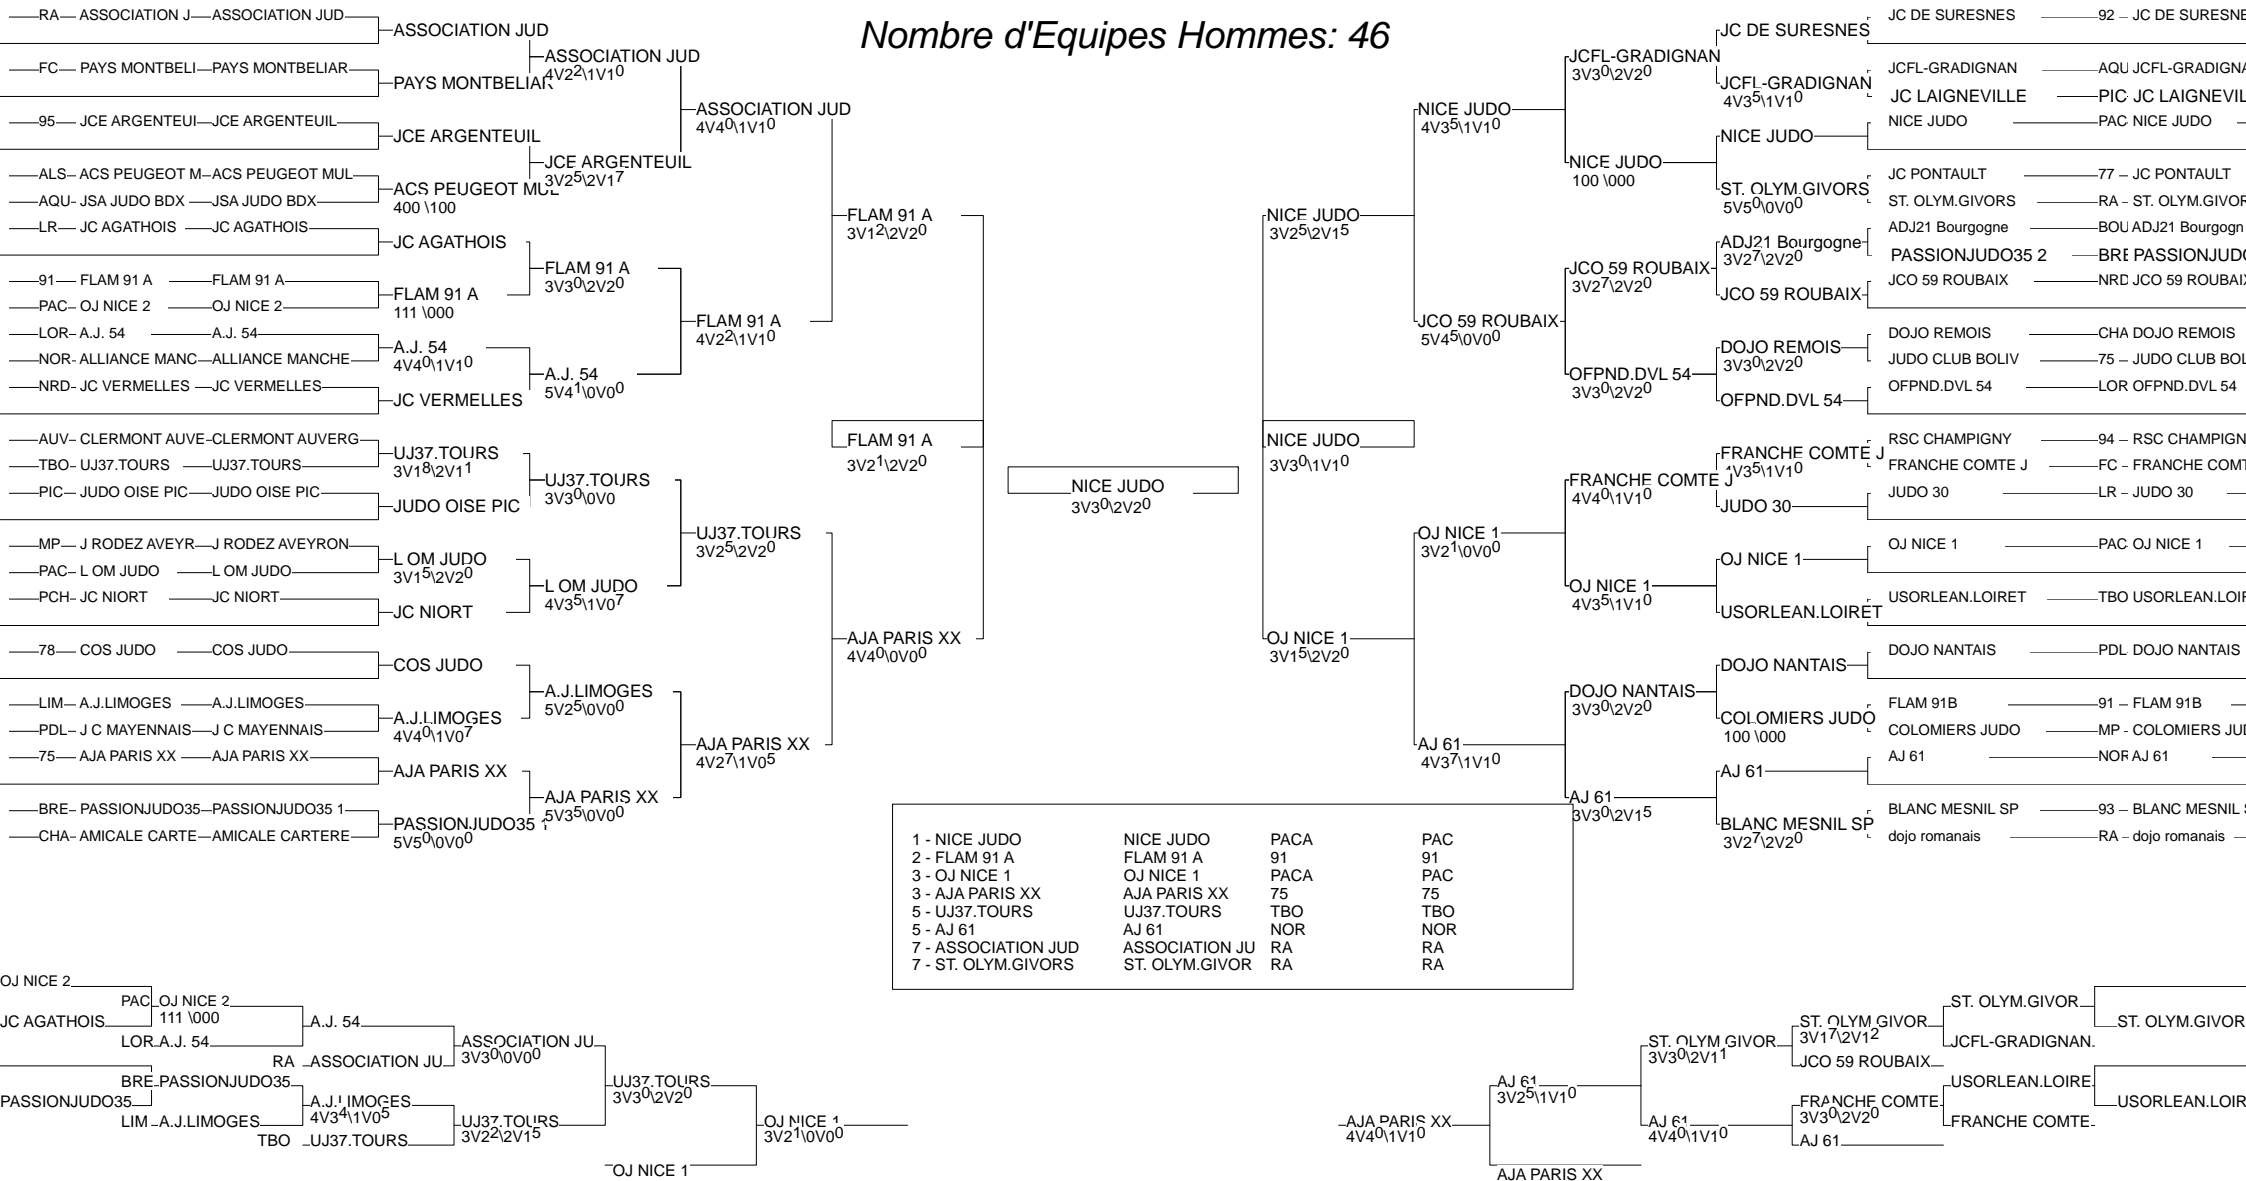 Nombre d'Equipes Hommes: 46
RA ASSOCIATION J ASSOCIATION JUD
FC PAYS MONTBELI PAYS MONTBELIAR
95 JCE ARGENTEUI JCE ARGENTEUIL
ALS ACS PEUGEOT M ACS PEUGEOT MUL
AQU JSA JUDO BDX JSA JUDO BDX
LR JC AGATHOIS JC AGATHOIS
91 FLAM 91 A FLAM 91 A
PAC OJ NICE 2 OJ NICE 2
LOR A.J. 54 A.J. 54
NOR ALLIANCE MANC ALLIANCE MANCHE
NRD JC VERMELLES JC VERMELLES
AUV CLERMONT AUVE CLERMONT AUVERG
TBO UJ37.TOURS UJ37.TOURS
PIC JUDO OISE PIC JUDO OISE PIC
MP J RODEZ AVEYR J RODEZ AVEYRON
PAC L OM JUDO L OM JUDO
PCH JC NIORT JC NIORT
78 COS JUDO COS JUDO
LIM A.J.LIMOGES A.J.LIMOGES
PDL J C MAYENNAIS J C MAYENNAIS
75 AJA PARIS XX AJA PARIS XX
BRE PASSIONJUDO35 PASSIONJUDO35 1
CHA AMICALE CARTE AMICALE CARTERE
ASSOCIATION JUD
PAYS MONTBELIAR
JCE ARGENTEUIL
ACS PEUGEOT MUL
400 \100
JC AGATHOIS
FLAM 91 A
111 \000
A.J. 54
4V40\1V10
JC VERMELLES
UJ37.TOURS
3V18\2V11
JUDO OISE PIC
L OM JUDO
3V15\2V20
JC NIORT
COS JUDO
A.J.LIMOGES
4V40\1V07
AJA PARIS XX
PASSIONJUDO35 1
5V50\0V00
ASSOCIATION JUD
4V22\1V10
JCE ARGENTEUIL
3V25\2V17
FLAM 91 A
3V30\2V20
A.J. 54
5V41\0V00
UJ37.TOURS
3V30\0V0
L OM JUDO
4V35\1V07
A.J.LIMOGES
5V25\0V00
AJA PARIS XX
5V35\0V00
ASSOCIATION JUD
4V40\1V10
FLAM 91 A
4V22\1V10
UJ37.TOURS
3V25\2V20
AJA PARIS XX
4V27\1V05
FLAM 91 A
3V12\2V20
FLAM 91 A
3V21\2V20
AJA PARIS XX
4V40\0V00
NICE JUDO
3V30\2V20
NICE JUDO
3V25\2V15
NICE JUDO
3V30\1V10
OJ NICE 1
3V15\2V20
NICE JUDO
4V35\1V10
JCO 59 ROUBAIX
5V45\0V00
OJ NICE 1
3V21\0V00
AJ 61
4V37\1V10
JCFL-GRADIGNAN
3V30\2V20
NICE JUDO
100 \000
JCO 59 ROUBAIX
3V27\2V20
OFPND.DVL 54
3V30\2V20
FRANCHE COMTE J
4V40\1V10
OJ NICE 1
4V35\1V10
DOJO NANTAIS
3V30\2V20
AJ 61
3V30\2V15
JC DE SURESNES
JCFL-GRADIGNAN
4V35\1V10
NICE JUDO
ST. OLYM.GIVORS
5V50\0V00
ADJ21 Bourgogne
3V27\2V20
JCO 59 ROUBAIX
DOJO REMOIS
3V30\2V20
OFPND.DVL 54
FRANCHE COMTE J
4V35\1V10
JUDO 30
OJ NICE 1
USORLEAN.LOIRET
DOJO NANTAIS
COLOMIERS JUDO
100 \000
AJ 61
BLANC MESNIL SP
3V27\2V20
JC DE SURESNES 92 JC DE SURESNE
JCFL-GRADIGNAN AQU JCFL-GRADIGNA
JC LAIGNEVILLE PIC JC LAIGNEVIL
NICE JUDO PAC NICE JUDO
JC PONTAULT 77 JC PONTAULT
ST. OLYM.GIVORS RA ST. OLYM.GIVOR
ADJ21 Bourgogne BOU ADJ21 Bourgogn
PASSIONJUDO35 2 BRE PASSIONJUDO
JCO 59 ROUBAIX NRD JCO 59 ROUBAIX
DOJO REMOIS CHA DOJO REMOIS
JUDO CLUB BOLIV 75 JUDO CLUB BOL
OFPND.DVL 54 LOR OFPND.DVL 54
RSC CHAMPIGNY 94 RSC CHAMPIGN
FRANCHE COMTE J FC FRANCHE COMT
JUDO 30 LR JUDO 30
OJ NICE 1 PAC OJ NICE 1
USORLEAN.LOIRET TBO USORLEAN.LOIR
DOJO NANTAIS PDL DOJO NANTAIS
FLAM 91B 91 FLAM 91B
COLOMIERS JUDO MP COLOMIERS JUD
AJ 61 NOR AJ 61
BLANC MESNIL SP 93 BLANC MESNIL S
dojo romanais RA dojo romanais
1 - NICE JUDO NICE JUDO PACA PAC
2 - FLAM 91 A FLAM 91 A 91 91
3 - OJ NICE 1 OJ NICE 1 PACA PAC
3 - AJA PARIS XX AJA PARIS XX 75 75
5 - UJ37.TOURS UJ37.TOURS TBO TBO
5 - AJ 61 AJ 61 NOR NOR
7 - ASSOCIATION JUD ASSOCIATION JU RA RA
7 - ST. OLYM.GIVORS ST. OLYM.GIVOR RA RA
OJ NICE 2
JC AGATHOIS
PASSIONJUDO35
PAC OJ NICE 2
111 \000
LOR A.J. 54
BRE PASSIONJUDO35
LIM A.J.LIMOGES
A.J. 54
RA ASSOCIATION JU
A.J.LIMOGES
4V34\1V05
TBO UJ37.TOURS
ASSOCIATION JU
3V30\0V00
UJ37.TOURS
3V22\2V15
UJ37.TOURS
3V30\2V20
OJ NICE 1
OJ NICE 1
3V21\0V00
AJA PARIS XX
4V40\1V10
AJ 61
3V25\1V10
AJA PARIS XX
ST. OLYM.GIVOR
3V30\2V11
AJ 61
4V40\1V10
ST. OLYM.GIVOR
3V17\2V12
JCO 59 ROUBAIX
FRANCHE COMTE
3V30\2V20
AJ 61
ST. OLYM.GIVOR
JCFL-GRADIGNAN
USORLEAN.LOIRE
FRANCHE COMTE
ST. OLYM.GIVOR
USORLEAN.LOIR